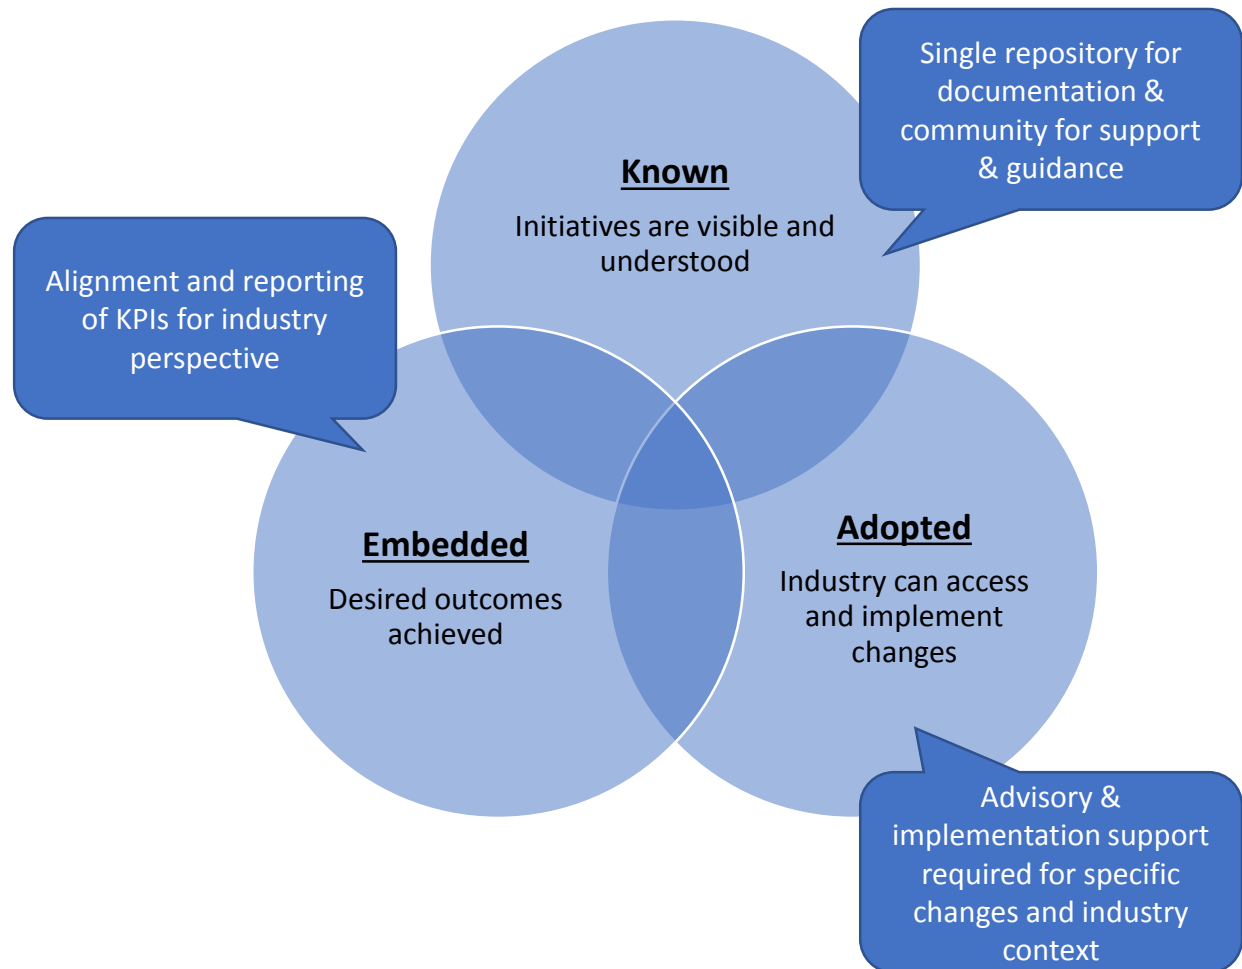 Single repository for
documentation &
community for support
& guidance
Known
Initiatives are visible and
understood
Alignment and reporting
of KPIs for industry
perspective
Embedded
Desired outcomes
achieved
Adopted
Industry can access
and implement
changes
Advisory &
implementation support
required for specific
changes and industry
context